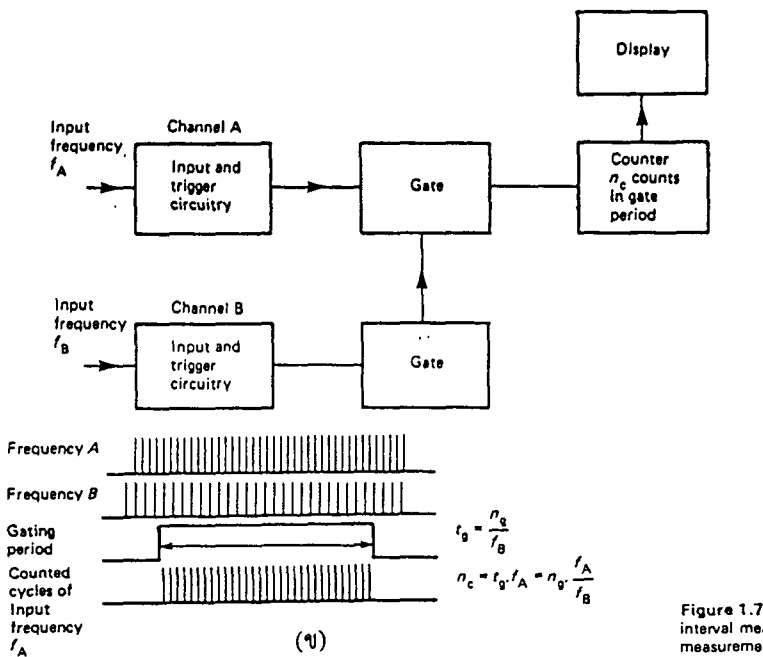 Display
Input
frequency
f_A
Channel A
Input and
trigger
circuitry
Gate
Counter
n_c counts
in gate
period
Input
frequency
f_B
Channel B
Input and
trigger
circuitry
Gate
Frequency A
Frequency B
Gating
period
t_g = n_g / f_B
Counted
cycles of
Input
frequency
f_A
n_c = t_g . f_A = n_g . f_A / f_B
(ข)
Figure 1.7
interval me
measureme